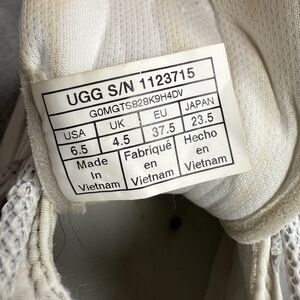 UGG S/N 1123715
GOMGTSB2BK9H4DV
USA UK EU JAPAN
6.5 4.5 37.5 23.5
Made Fabriqué Hecho
In en en
Vietnam Vietnam Vietnam